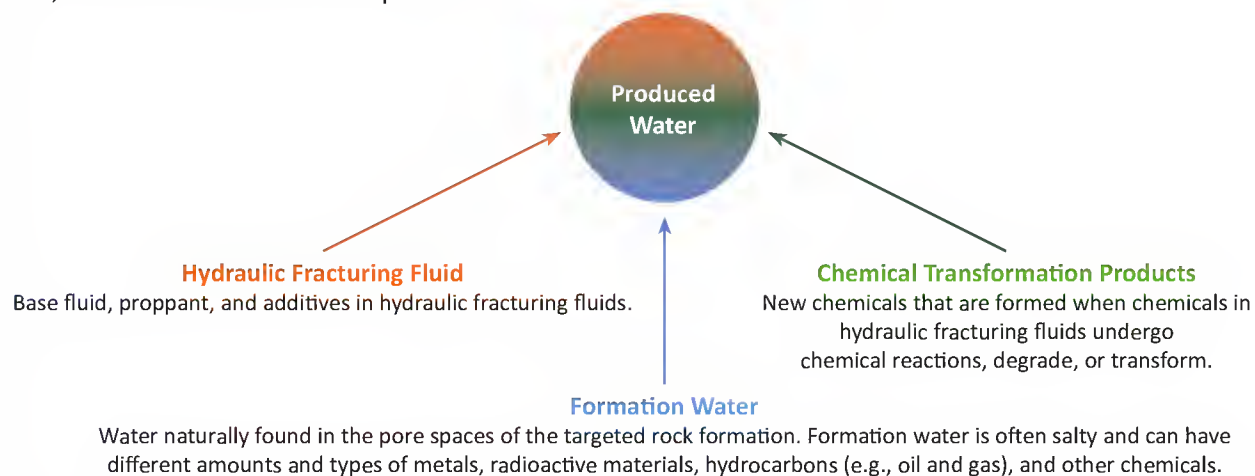 Produced
Water
Hydraulic Fracturing Fluid
Base fluid, proppant, and additives in hydraulic fracturing fluids.
Chemical Transformation Products
New chemicals that are formed when chemicals in
hydraulic fracturing fluids undergo
chemical reactions, degrade, or transform.
Formation Water
Water naturally found in the pore spaces of the targeted rock formation. Formation water is often salty and can have
different amounts and types of metals, radioactive materials, hydrocarbons (e.g., oil and gas), and other chemicals.